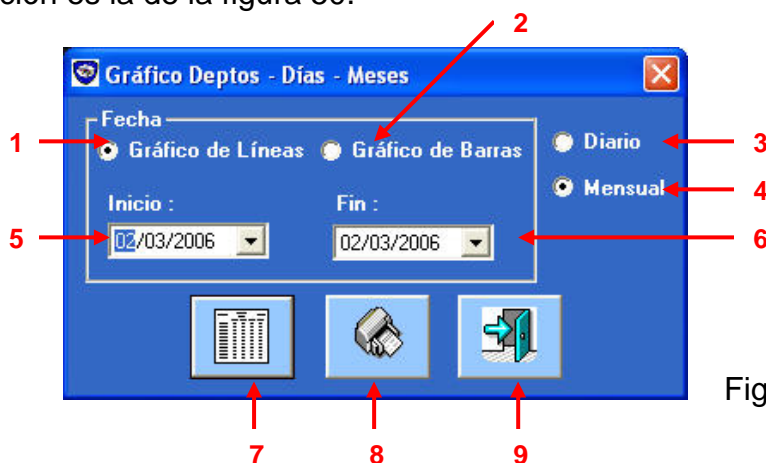 ción es la de la figura 
2
Gráfico Deptos - Días - Meses
Fecha
1
Gráfico de Líneas
Gráfico de Barras
Diario
3
Mensual
4
Inicio :
Fin :
5
02/03/2006
02/03/2006
6
Fig
7
8
9